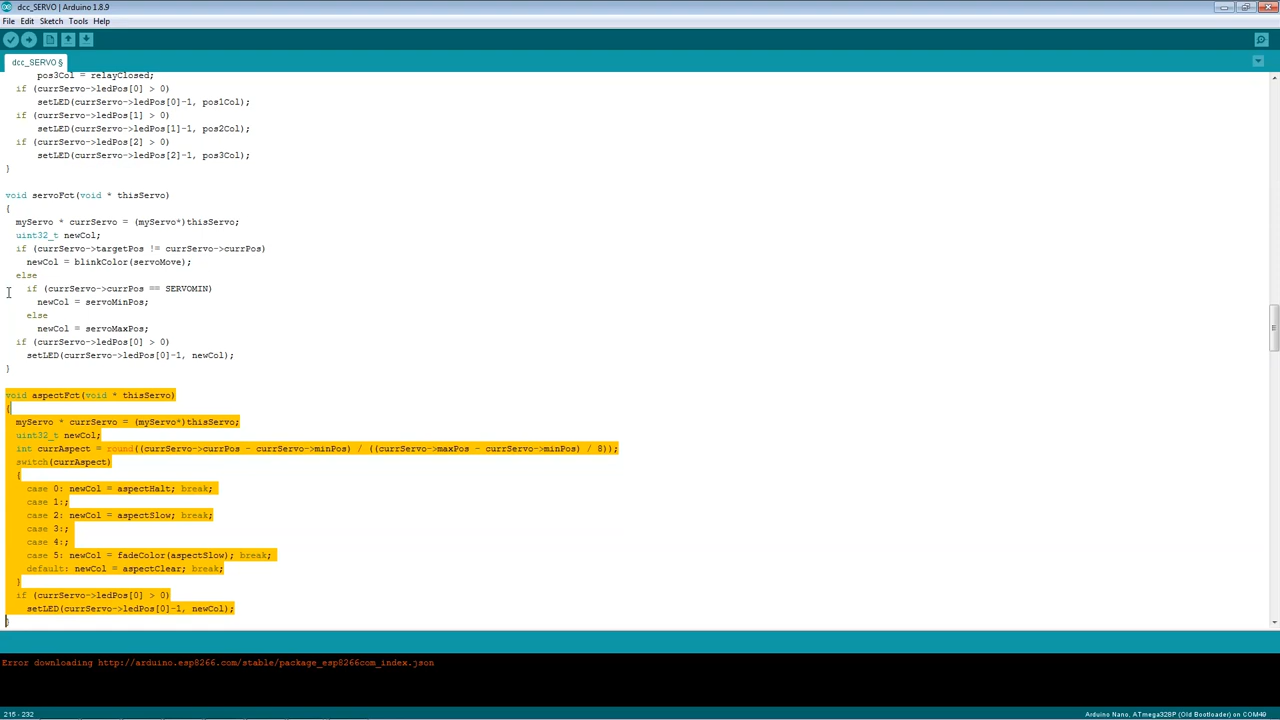 dcc_SERVO | Arduino 1.8.9
File Edit Sketch Tools Help
dcc_SERVO §
pos3Col = relayClosed;
if (currServo->ledPos[0] > 0)
setLED(currServo->ledPos[0]-1, pos1Col);
if (currServo->ledPos[1] > 0)
setLED(currServo->ledPos[1]-1, pos2Col);
if (currServo->ledPos[2] > 0)
setLED(currServo->ledPos[2]-1, pos3Col);
}
void servoFct(void * thisServo)
{
myServo * currServo = (myServo*)thisServo;
uint32_t newCol;
if (currServo->targetPos != currServo->currPos)
newCol = blinkColor(servoMove);
else
if (currServo->currPos == SERVOMIN)
newCol = servoMinPos;
else
newCol = servoMaxPos;
if (currServo->ledPos[0] > 0)
setLED(currServo->ledPos[0]-1, newCol);
}
void aspectFct(void * thisServo)
{
myServo * currServo = (myServo*)thisServo;
uint32_t newCol;
int currAspect = round((currServo->currPos - currServo->minPos) / ((currServo->maxPos - currServo->minPos) / 8));
switch(currAspect)
{
case 0: newCol = aspectHalt; break;
case 1:;
case 2: newCol = aspectSlow; break;
case 3:;
case 4:;
case 5: newCol = fadeColor(aspectSlow); break;
default: newCol = aspectClear; break;
}
if (currServo->ledPos[0] > 0)
setLED(currServo->ledPos[0]-1, newCol);
}
Error downloading http://arduino.esp8266.com/stable/package_esp8266com_index.json
215 - 232
Arduino Nano, ATmega328P (Old Bootloader) on COM49